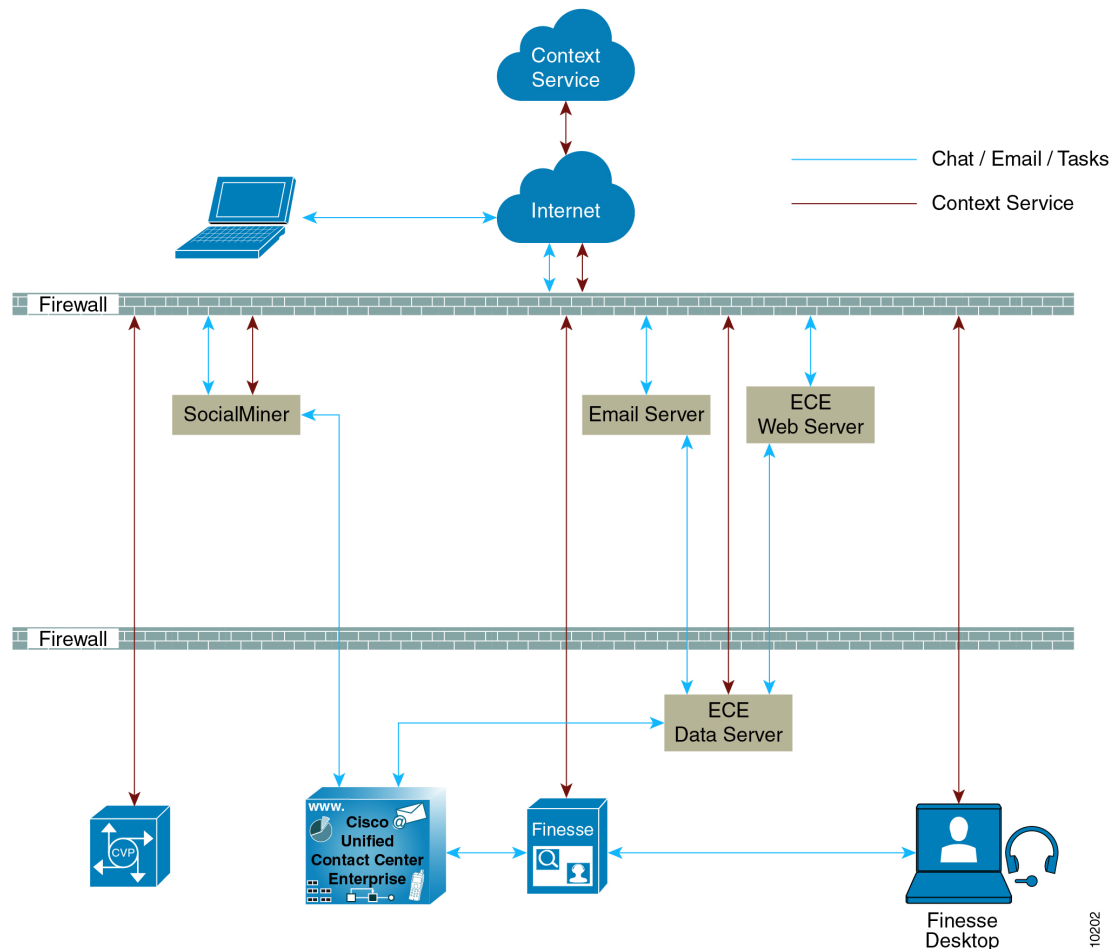 Context
Service
Internet
Chat / Email / Tasks
Context Service
Firewall
SocialMiner
Email Server
ECE
Web Server
Firewall
ECE
Data Server
CVP
www.
@
Cisco
Unified
Contact Center
Enterprise
Finesse
Finesse
Desktop
10202